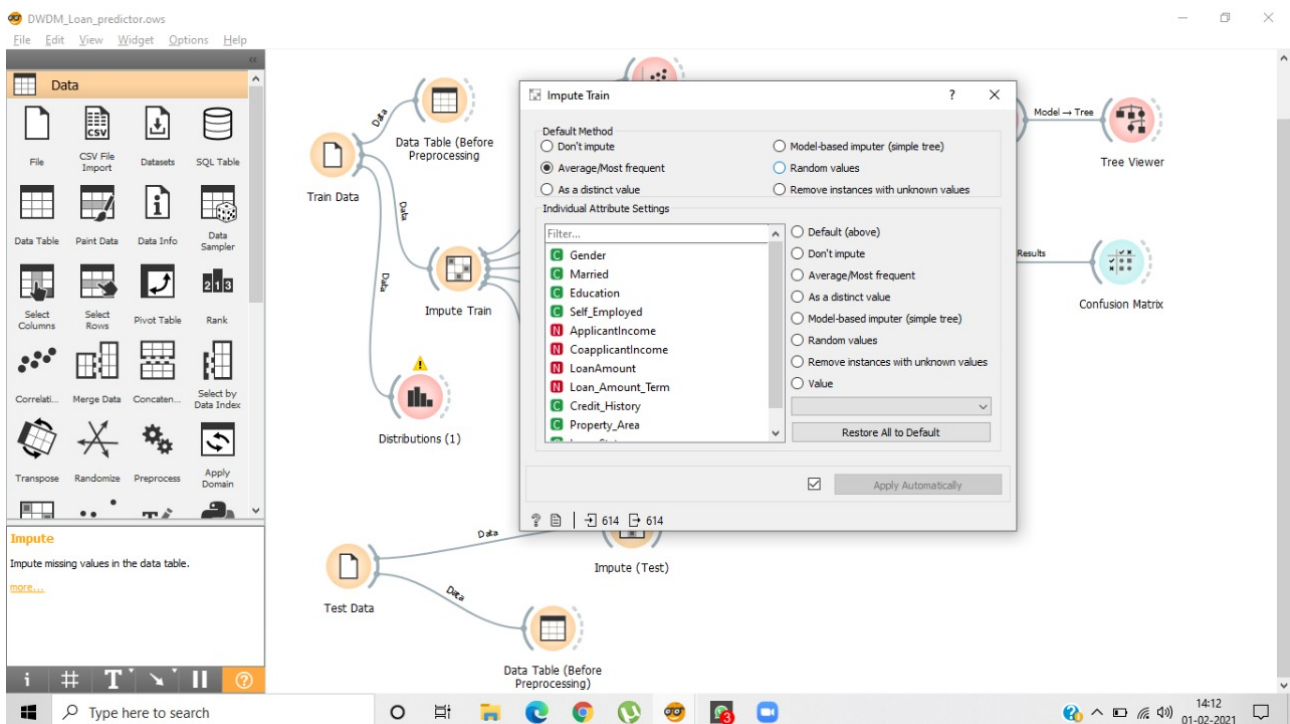 DWDM_Loan_predictor.ows
File Edit View Widget Options Help
Data
File
CSV File
Import
Datasets
SQL Table
Data Table
Paint Data
Data Info
Data
Sampler
Select
Columns
Select
Rows
Pivot Table
Rank
Correlati...
Merge Data
Concaten...
Select by
Data Index
Transpose
Randomize
Preprocess
Apply
Domain
Impute
Impute missing values in the data table.
more...
Train Data
Data
Data Table (Before
Preprocessing
Data
Impute Train
Data
Distributions (1)
Test Data
Data
Impute (Test)
Data
Data Table (Before
Preprocessing)
Model → Tree
Tree Viewer
Results
Confusion Matrix
Impute Train
Default Method
Don't impute
Model-based imputer (simple tree)
Average/Most frequent
Random values
As a distinct value
Remove instances with unknown values
Individual Attribute Settings
Filter...
C Gender
C Married
C Education
C Self_Employed
N ApplicantIncome
N CoapplicantIncome
N LoanAmount
N Loan_Amount_Term
C Credit_History
C Property_Area
Default (above)
Don't impute
Average/Most frequent
As a distinct value
Model-based imputer (simple tree)
Random values
Remove instances with unknown values
Value
Restore All to Default
Apply Automatically
614 614
Type here to search
3
14:12
01-02-2021